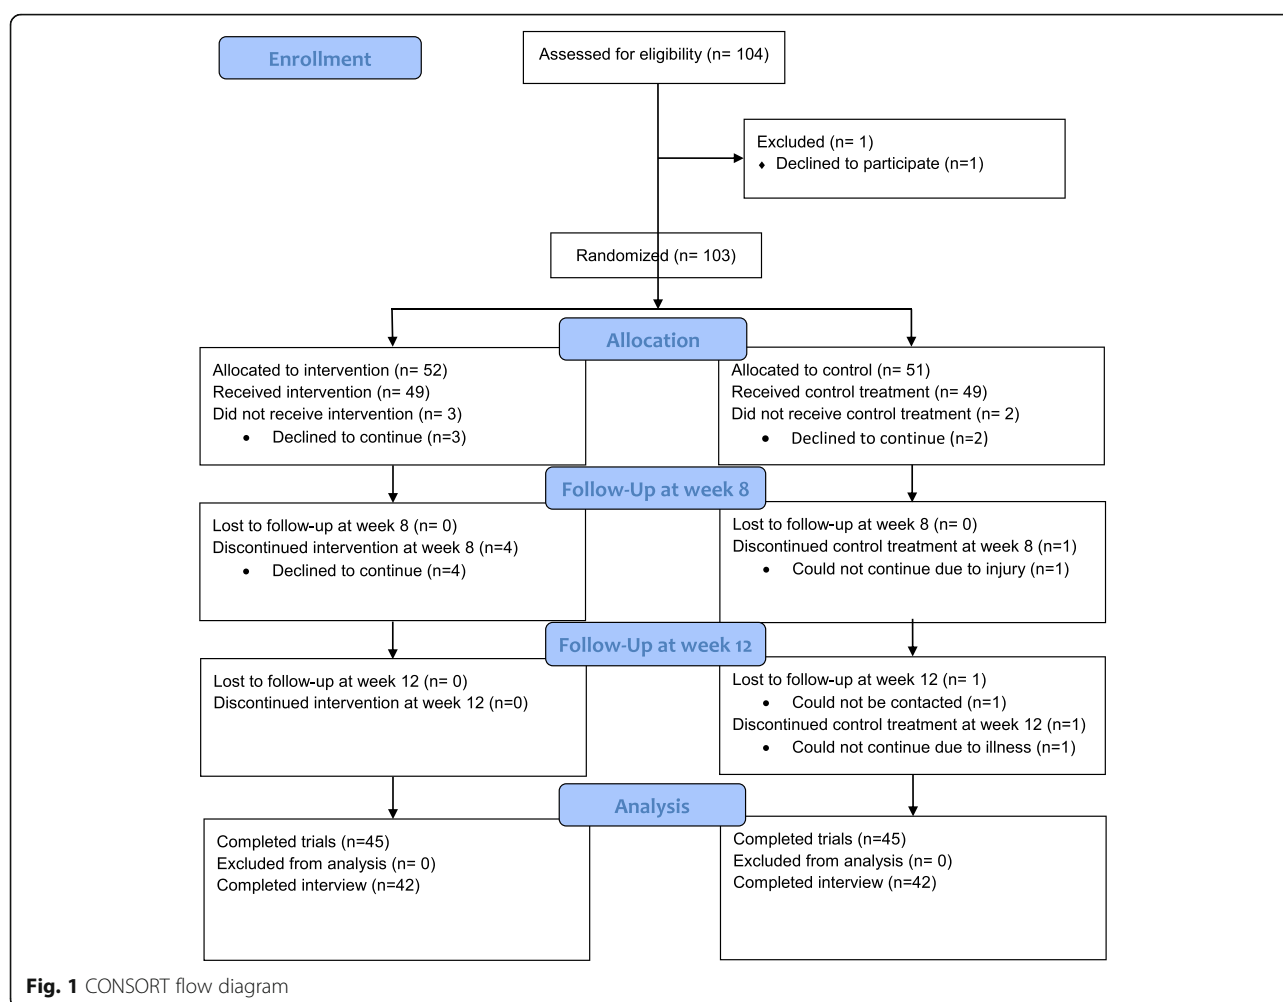 Enrollment
Assessed for eligibility (n= 104)
Excluded (n= 1)
♦ Declined to participate (n=1)
Randomized (n= 103)
Allocation
Allocated to intervention (n= 52)
Received intervention (n= 49)
Did not receive intervention (n= 3)
• Declined to continue (n=3)
Allocated to control (n= 51)
Received control treatment (n= 49)
Did not receive control treatment (n= 2)
• Declined to continue (n=2)
Follow-Up at week 8
Lost to follow-up at week 8 (n= 0)
Discontinued intervention at week 8 (n=4)
• Declined to continue (n=4)
Lost to follow-up at week 8 (n= 0)
Discontinued control treatment at week 8 (n=1)
• Could not continue due to injury (n=1)
Follow-Up at week 12
Lost to follow-up at week 12 (n= 0)
Discontinued intervention at week 12 (n=0)
Lost to follow-up at week 12 (n= 1)
• Could not be contacted (n=1)
Discontinued control treatment at week 12 (n=1)
• Could not continue due to illness (n=1)
Analysis
Completed trials (n=45)
Excluded from analysis (n= 0)
Completed interview (n=42)
Completed trials (n=45)
Excluded from analysis (n= 0)
Completed interview (n=42)
Fig. 1 CONSORT flow diagram